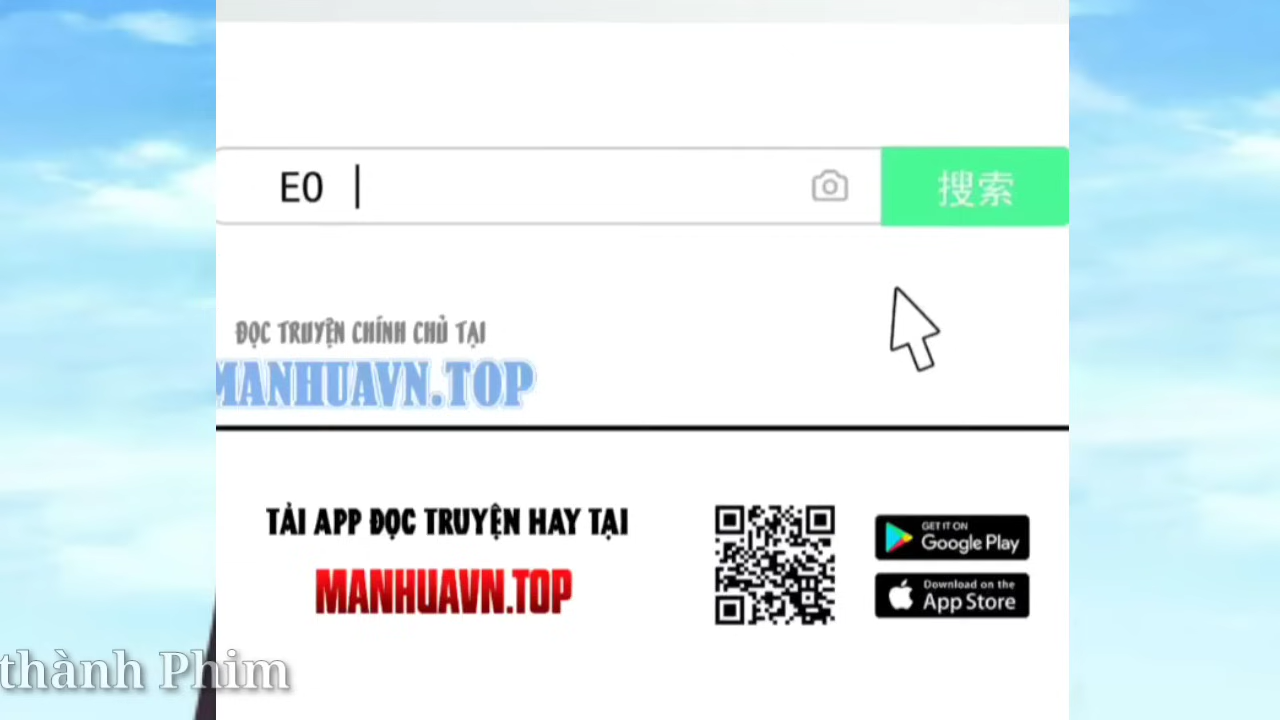 E0
搜索
ĐỌC TRUYỆN CHÍNH CHỦ TẠI
MANHUAVN.TOP
TẢI APP ĐỌC TRUYỆN HAY TẠI
MANHUAVN.TOP
GET IT ON
Google Play
Download on the
App Store
thành Phim